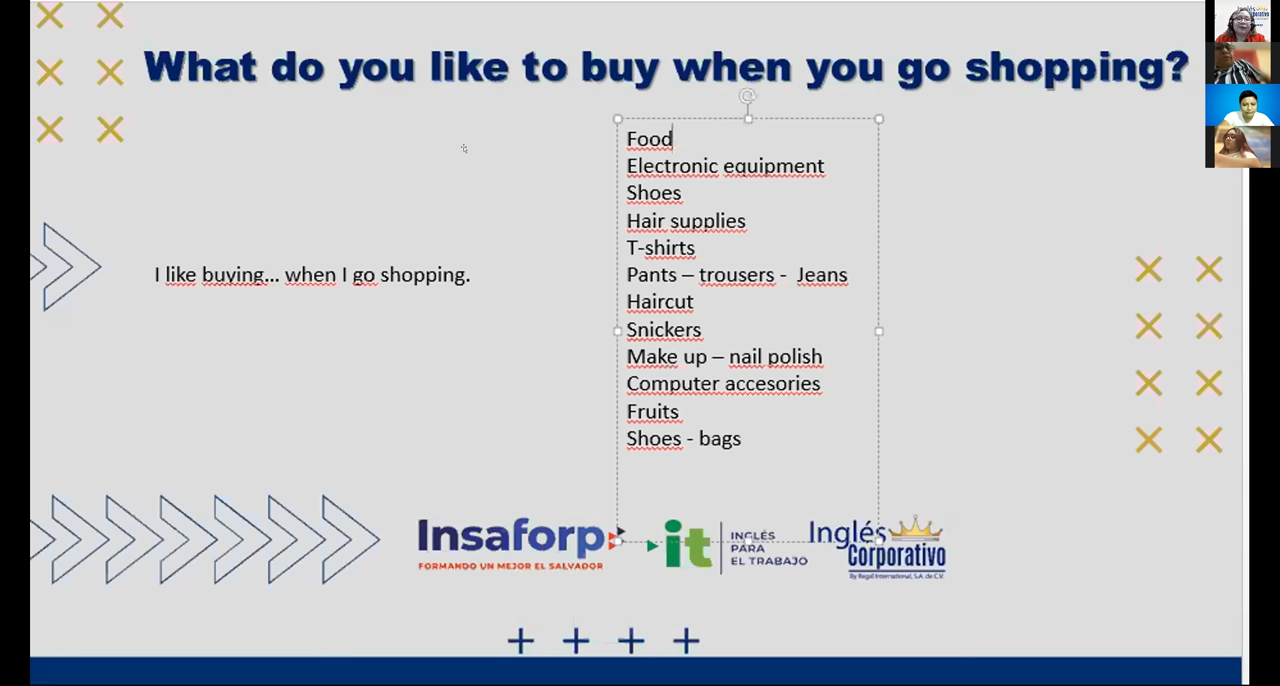 What do you like to buy when you go shopping?
Food
Electronic equipment
Shoes
Hair supplies
T-shirts
I like buying... when I go shopping.
Pants – trousers -  Jeans
Haircut
Snickers
Make up – nail polish
Computer accesories
Fruits
Shoes - bags
Insaforp
FORMANDO UN MEJOR EL SALVADOR
it
INGLÉS
PARA
EL TRABAJO
Inglés
Corporativo
By Regal International, S.A. de C.V.